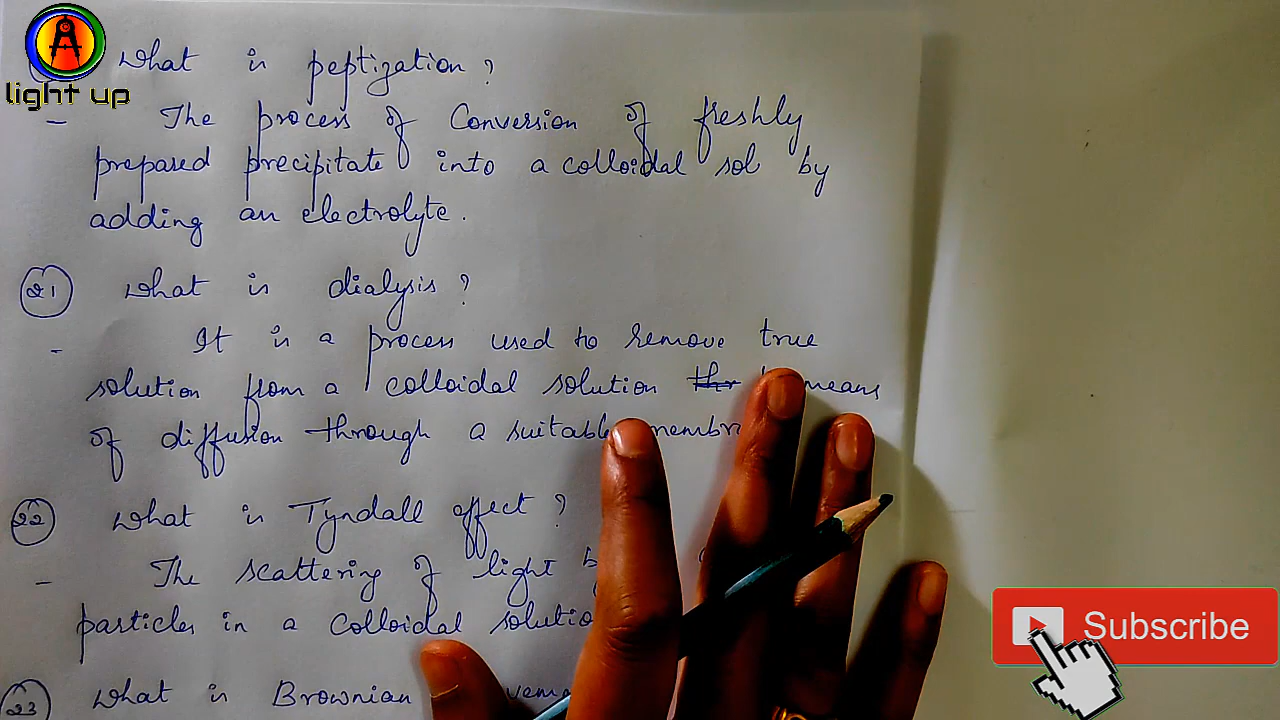 light up
What is peptization?
- The process of Conversion of freshly
prepared precipitate into a colloidal sol by
adding an electrolyte.
21 What is dialysis?
- It is a process used to remove true
solution from a colloidal solution means
of diffusion through a suitable
22 What is Tyndall effect?
- The scattering of light
particles in a colloidal
23 What is Brownian
Subscribe